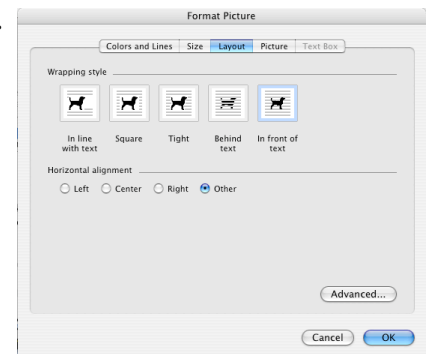 Format Picture
Colors and Lines Size Layout Picture Text Box
Wrapping style
In line with text Square Tight Behind text In front of text
Horizontal alignment
Left Center Right Other
Advanced...
Cancel OK